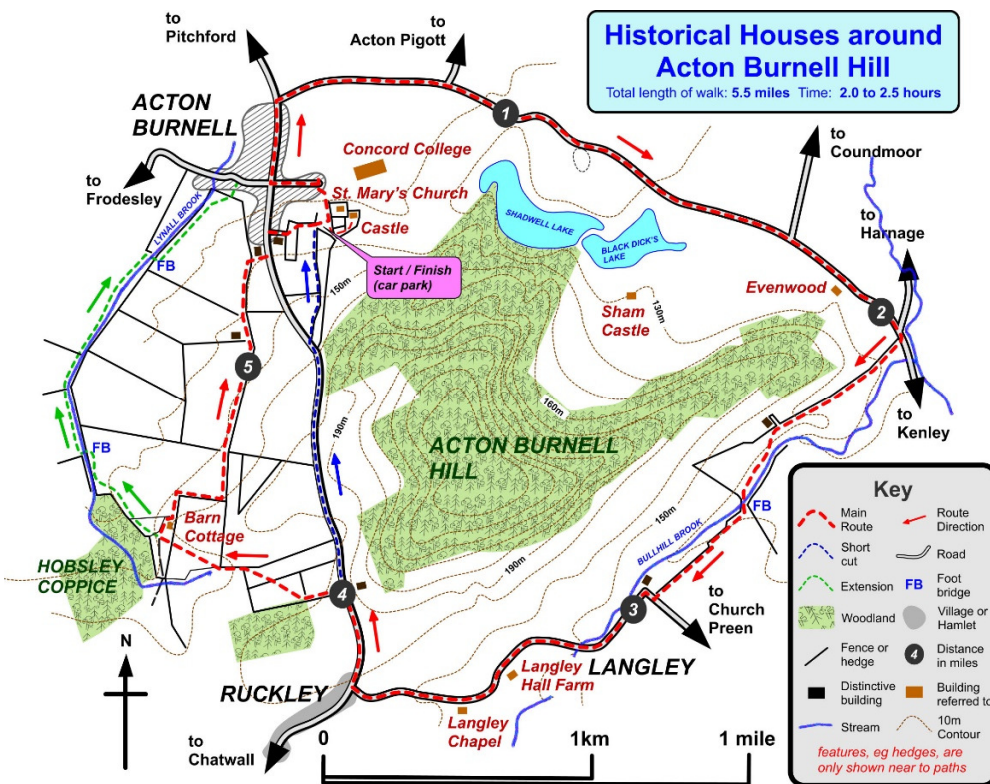 Historical Houses around
Acton Burnell Hill
Total length of walk: 5.5 miles Time: 2.0 to 2.5 hours
to
Pitchford
to
Acton Pigott
ACTON
BURNELL
1
to
Coundmoor
Concord College
to
Frodesley
St. Mary's Church
Castle
LYNALL BROOK
FB
SHADWELL LAKE
BLACK DICK'S
LAKE
to
Harnage
Start / Finish
(car park)
150m
Sham
Castle
130m
Evenwood
2
5
190m
160m
to
Kenley
ACTON BURNELL
HILL
FB
Barn
Cottage
HOBSLEY
COPPICE
150m
190m
BULLHILL BROOK
FB
4
3
to
Church
Preen
N
RUCKLEY
LANGLEY
Langley
Hall Farm
Langley
Chapel
to
Chatwall
0
1km
1 mile
Key
Main
Route
Route
Direction
Short
cut
Road
Extension
FB
Foot
bridge
Woodland
Village or
Hamlet
Fence or
hedge
4
Distance
in miles
Distinctive
building
Building
referred to
Stream
10m
Contour
features, eg hedges, are
only shown near to paths